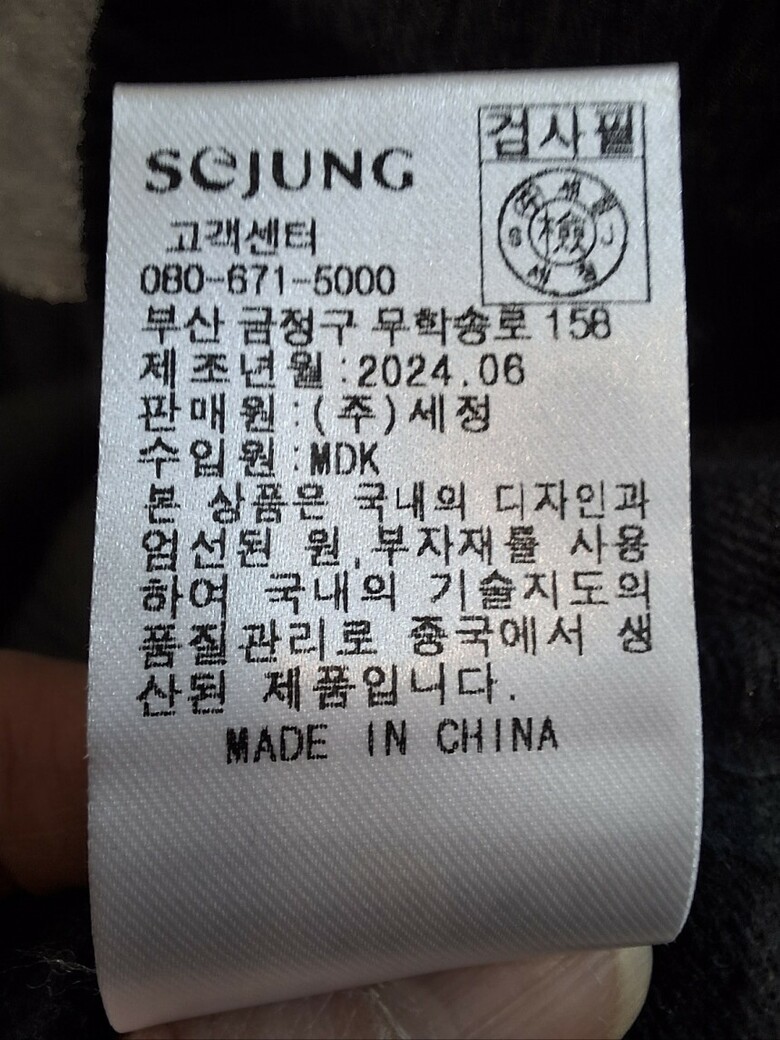 SEJUNG
검사필
檢
고객센터
080-671-5000
부산 금정구 무학송로 158
제조년월:2024.06
판매원:(주)세정
수입원:MDK
본 상품은 국내의 디자인과
엄선된 원,부자재를 사용
하여 국내의 기술지도의
품질관리로 중국에서 생
산된 제품입니다.
MADE IN CHINA